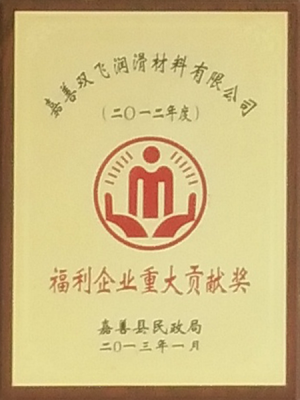 嘉善双飞润滑材料有限公司
(二〇一二年度)
福利企业重大贡献奖
嘉善县民政局
二〇一三年一月